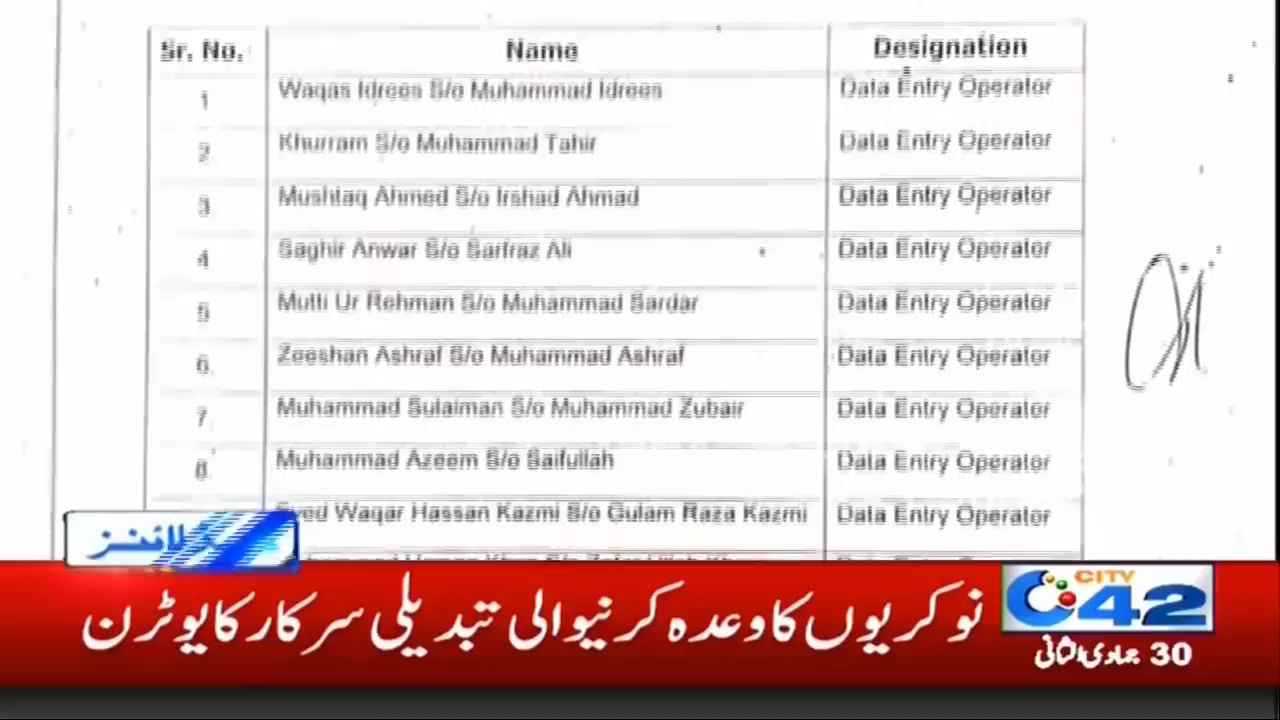 Sr. No. Name Designation
1 Waqas Idrees S/o Muhammad Idrees Data Entry Operator
2 Khurram S/o Muhammad Tahir Data Entry Operator
3 Mushtaq Ahmed S/o Irshad Ahmad Data Entry Operator
4 Saghir Anwar S/o Sarfraz Ali Data Entry Operator
5 Mutti Ur Rehman S/o Muhammad Sardar Data Entry Operator
6 Zeeshan Ashraf S/o Muhammad Ashraf Data Entry Operator
7 Muhammad Sulaiman S/o Muhammad Zubair Data Entry Operator
8 Muhammad Azeem S/o Saifullah Data Entry Operator
Syed Waqar Hassan Kazmi S/o Gulam Raza Kazmi Data Entry Operator
نوکریوں کا وعدہ کرنیوالی تبدیلی سرکار کا یوٹرن
CITY
42
30 جمادی الثانی